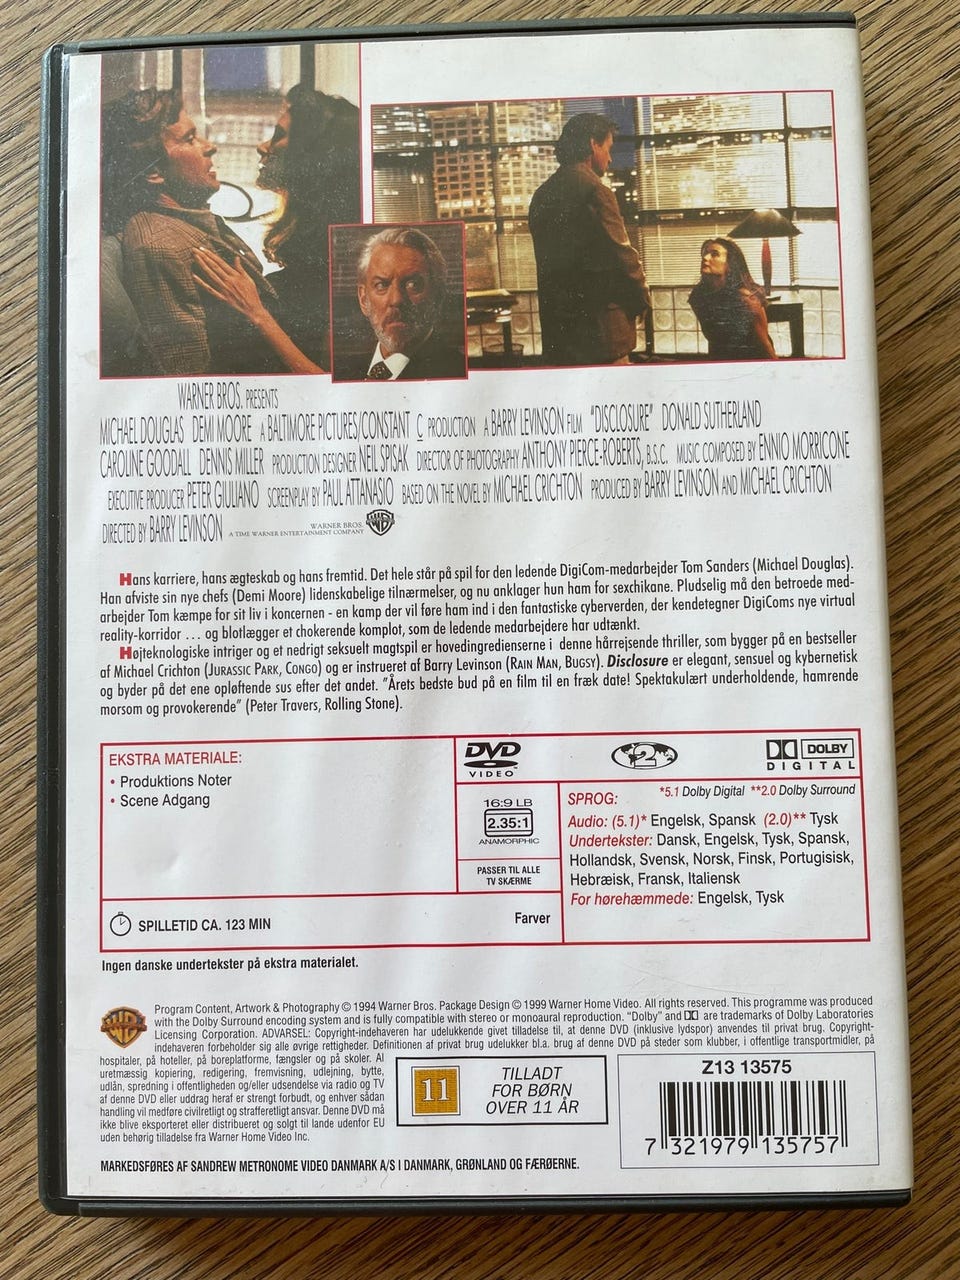 WARNER BROS. PRESENTS
MICHAEL DOUGLAS DEMI MOORE A BALTIMORE PICTURES/CONSTANT C PRODUCTION A BARRY LEVINSON FILM "DISCLOSURE" DONALD SUTHERLAND
CAROLINE GOODALL DENNIS MILLER PRODUCTION DESIGNER NEIL SPISAK DIRECTOR OF PHOTOGRAPHY ANTHONY PIERCE-ROBERTS, B.S.C. MUSIC COMPOSED BY ENNIO MORRICONE
EXECUTIVE PRODUCER PETER GIULIANO SCREENPLAY BY PAUL ATTANASIO BASED ON THE NOVEL BY MICHAEL CRICHTON PRODUCED BY BARRY LEVINSON AND MICHAEL CRICHTON
DIRECTED BY BARRY LEVINSON
WARNER BROS.
A TIME WARNER ENTERTAINMENT COMPANY
Hans karriere, hans ægteskab og hans fremtid. Det hele står på spil for den ledende DigiCom-medarbejder Tom Sanders (Michael Douglas).
Han afviste sin nye chefs (Demi Moore) lidenskabelige tilnærmelser, og nu anklager hun ham for sexchikane. Pludselig må den betroede med-
arbejder Tom kæmpe for sit liv i koncernen - en kamp der vil føre ham ind i den fantastiske cyberverden, der kendetegner DigiComs nye virtual
reality-korridor ... og blotlægger et chokerende komplot, som de ledende medarbejdere har udtænkt.
Højteknologiske intriger og et nedrigt seksuelt magtspil er hovedingredienserne i denne hårrejsende thriller, som bygger på en bestseller
af Michael Crichton (JURASSIC PARK, CONGO) og er instrueret af Barry Levinson (RAIN MAN, BUGSY). Disclosure er elegant, sensuel og kybernetisk
og byder på det ene opløftende sus efter det andet. "Årets bedste bud på en film til en fræk date! Spektakulært underholdende, hamrende
morsom og provokerende" (Peter Travers, Rolling Stone).
EKSTRA MATERIALE:
• Produktions Noter
• Scene Adgang
DVD
VIDEO
2
DOLBY
DIGITAL
16:9 LB
2.35:1
ANAMORPHIC
PASSER TIL ALLE
TV SKÆRME
SPROG: *5.1 Dolby Digital **2.0 Dolby Surround
Audio: (5.1)* Engelsk, Spansk (2.0)** Tysk
Undertekster: Dansk, Engelsk, Tysk, Spansk,
Hollandsk, Svensk, Norsk, Finsk, Portugisisk,
Hebræisk, Fransk, Italiensk
For hørehæmmede: Engelsk, Tysk
SPILLETID CA. 123 MIN
Farver
Ingen danske undertekster på ekstra materialet.
Program Content, Artwork & Photography © 1994 Warner Bros. Package Design © 1999 Warner Home Video. All rights reserved. This programme was produced
with the Dolby Surround encoding system and is fully compatible with stereo or monoaural reproduction. "Dolby" and are trademarks of Dolby Laboratories
Licensing Corporation. ADVARSEL: Copyright-indehaveren har udelukkende givet tilladelse til, at denne DVD (inklusive lydspor) anvendes til privat brug. Copyright-
indehaveren forbeholder sig alle øvrige rettigheder. Definitionen af privat brug udelukker bl.a. brug af denne DVD på steder som klubber, i offentlige transportmidler, på
hospitaler, på hoteller, på boreplatforme, fængsler og på skoler. Al
uretmæssig kopiering, redigering, fremvisning, udlejning, bytte,
udlån, spredning i offentligheden og/eller udsendelse via radio og TV
af denne DVD eller uddrag heraf er strengt forbudt, og enhver sådan
handling vil medføre civilretligt og strafferetligt ansvar. Denne DVD må
ikke blive eksporteret eller distribueret og solgt til lande udenfor EU
uden behørig tilladelse fra Warner Home Video Inc.
11
TILLADT
FOR BØRN
OVER 11 ÅR
Z13 13575
7 321979 135757
MARKEDSFØRES AF SANDREW METRONOME VIDEO DANMARK A/S I DANMARK, GRØNLAND OG FÆRØERNE.